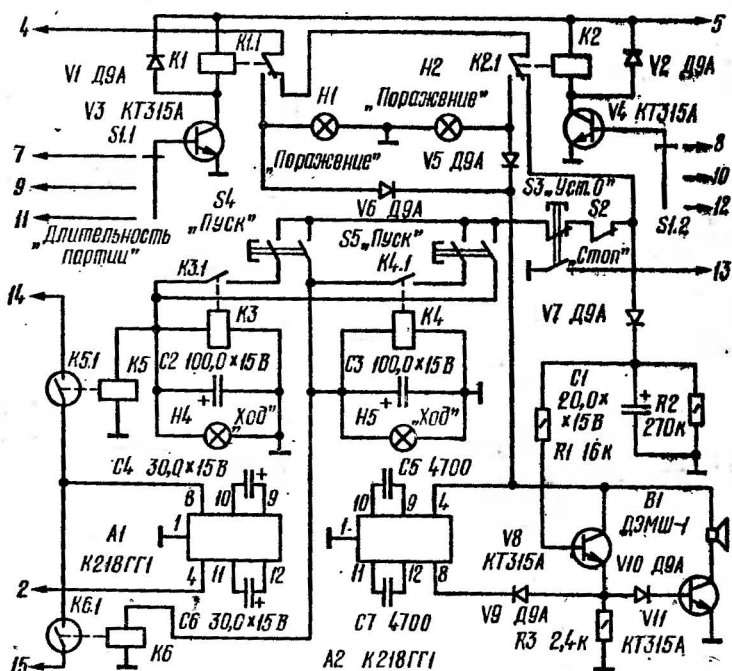 4 K1.1 5
K1 K2.1 K2
V1 Д9А H1 H2 V2 Д9А
„Поражение"
V3 КТ315А V4 КТ315А
S1.1
7 „Поражение" V5 Д9А 8
9 S4 S3 „Уст.0" 10
11 „Пуск" V6 Д9А S2 12
S1.2
„Длительность партии"
S5 „Пуск" „Стоп"
K3.1 K4.1 13
14 V7 Д9А
K3 K4
K5.1 K5 C2 100,0×15В C3 100,0×15В C1
20,0×
×15В
R2
270к
+ + +
H4 „Ход" H5 „Ход" R1 16к
C4 30,0×15В C5 4700 B1
ДЭМШ-1
8 10 + 9 10 9 4
1 1
A1
К218ГГ1
V8
КТ315А
V10 Д9А
4 11 12 11 12 8
2 +
C6 30,0×15В C7 4700 V9 Д9А V11
КТ315А
K6.1
K6 R3 2,4к
15 A2 К218ГГ1